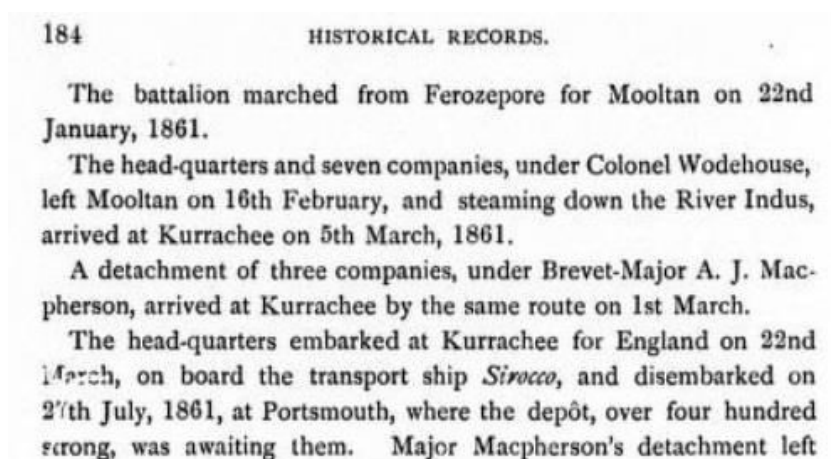 184 HISTORICAL RECORDS.
The battalion marched from Ferozepore for Mooltan on 22nd
January, 1861.
The head-quarters and seven companies, under Colonel Wodehouse,
left Mooltan on 16th February, and steaming down the River Indus,
arrived at Kurrachee on 5th March, 1861.
A detachment of three companies, under Brevet-Major A. J. Mac-
pherson, arrived at Kurrachee by the same route on 1st March.
The head-quarters embarked at Kurrachee for England on 22nd
March, on board the transport ship Sirocco, and disembarked on
27th July, 1861, at Portsmouth, where the depôt, over four hundred
strong, was awaiting them. Major Macpherson's detachment left